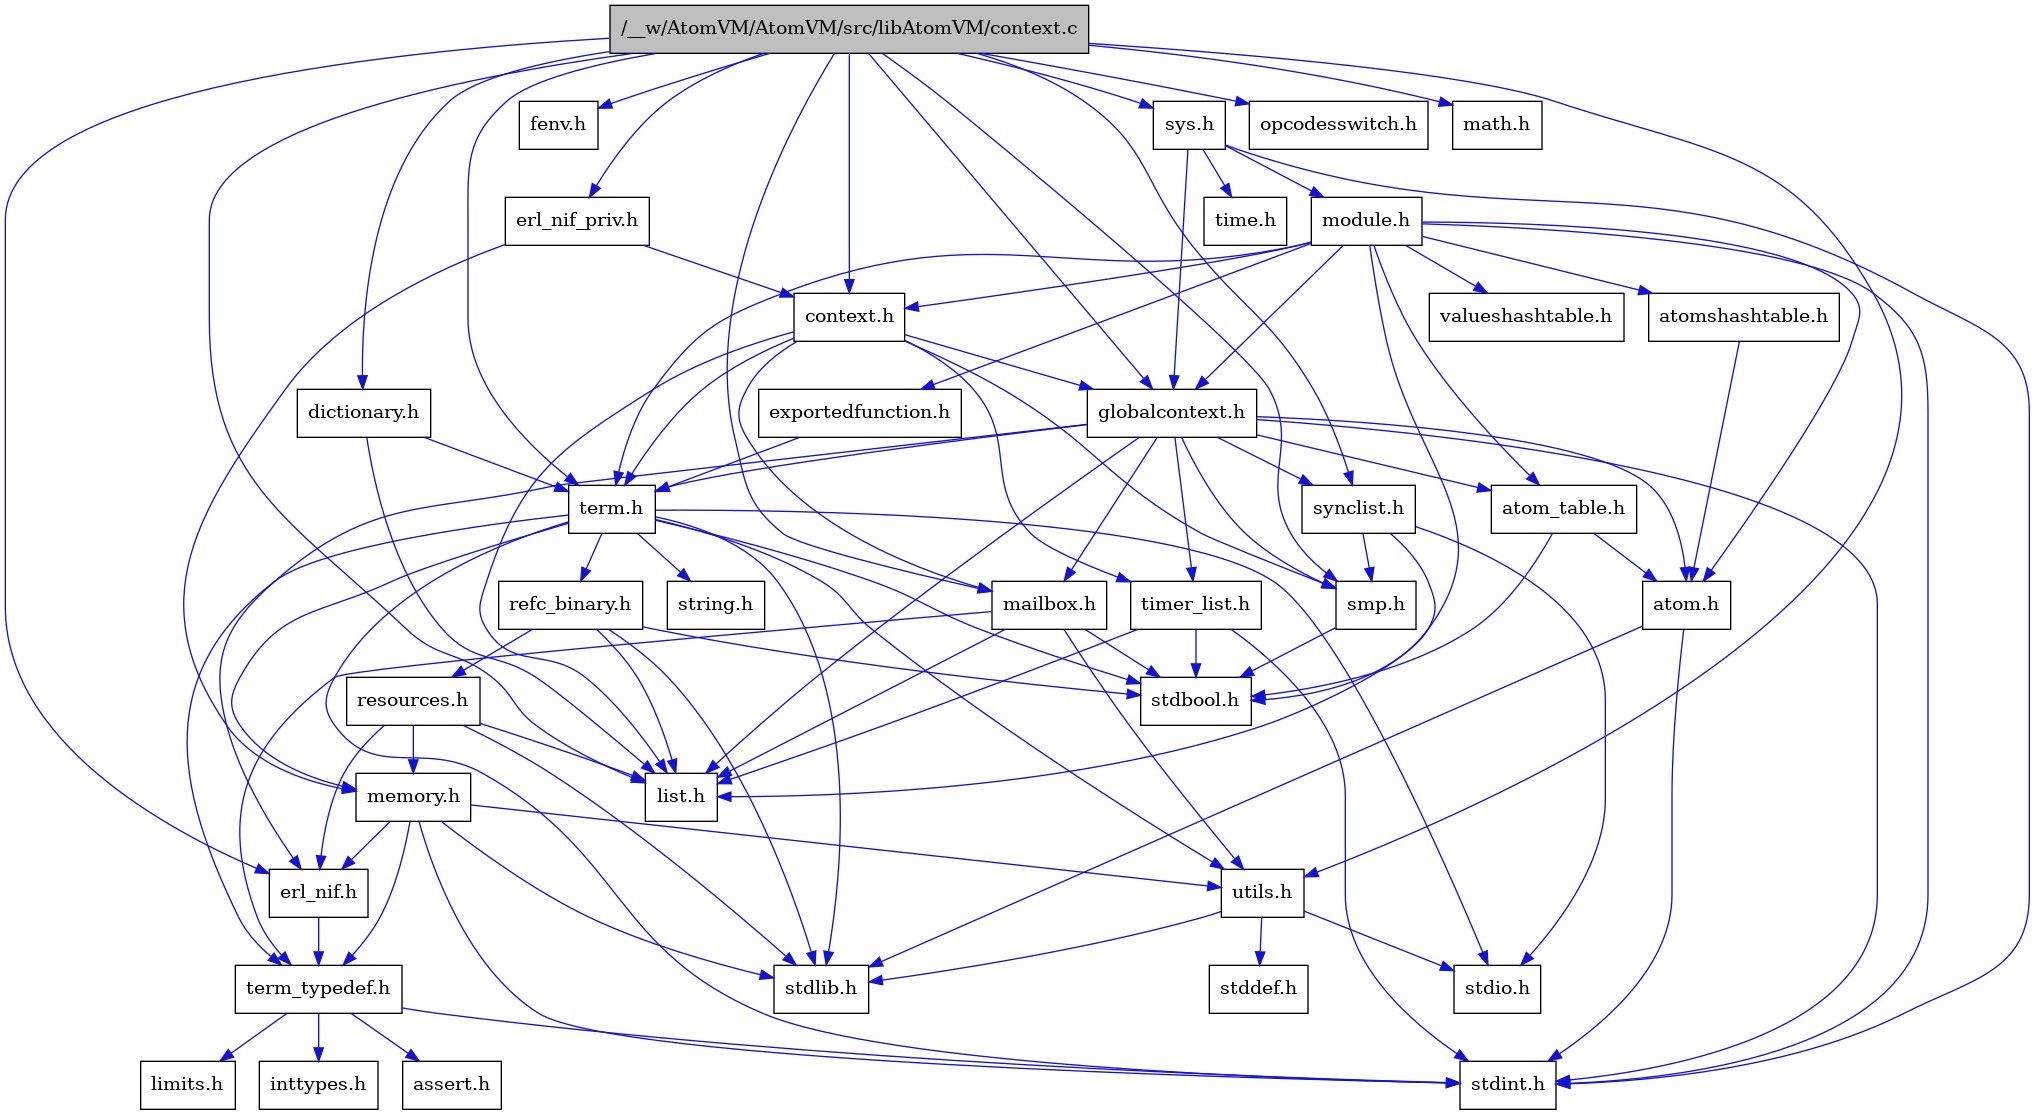 /__w/AtomVM/AtomVM/src/libAtomVM/context.c
fenv.h
sys.h
opcodesswitch.h
math.h
erl_nif_priv.h
time.h
module.h
context.h
valueshashtable.h
atomshashtable.h
dictionary.h
exportedfunction.h
globalcontext.h
term.h
synclist.h
atom_table.h
refc_binary.h
string.h
mailbox.h
timer_list.h
smp.h
atom.h
resources.h
stdbool.h
memory.h
list.h
erl_nif.h
utils.h
term_typedef.h
stdlib.h
stddef.h
stdio.h
limits.h
inttypes.h
assert.h
stdint.h